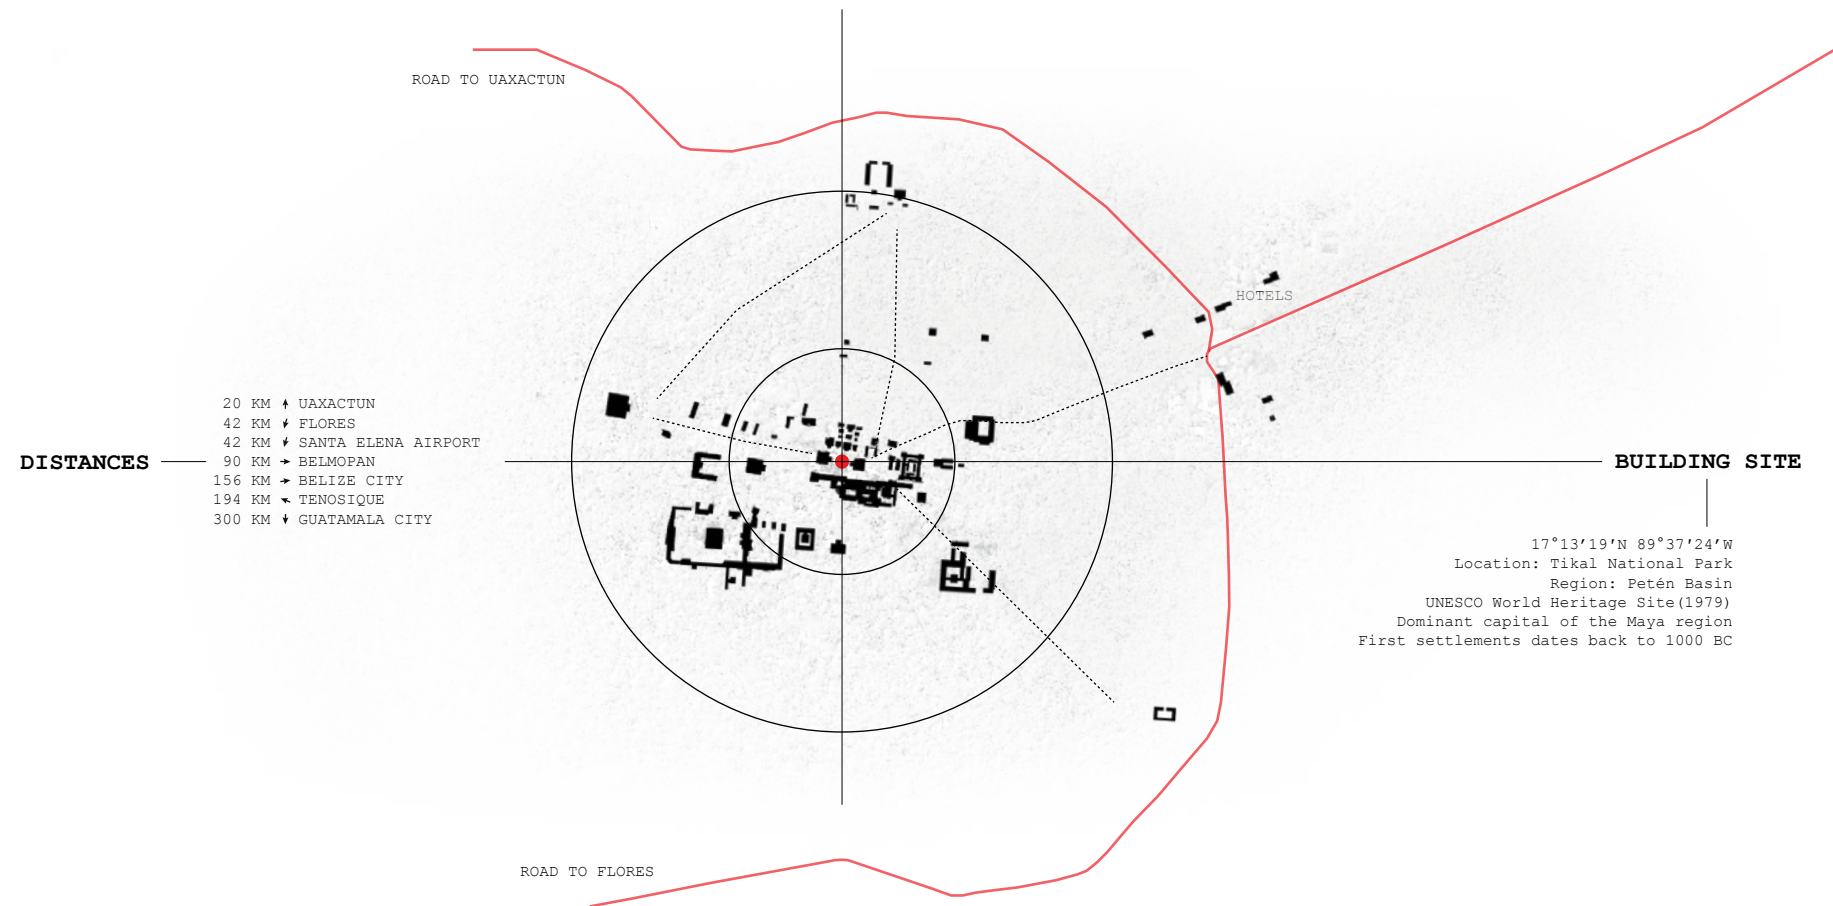 ROAD TO UAXACTUN
HOTELS
DISTANCES
20 KM ↑ UAXACTUN
42 KM ↙ FLORES
42 KM ↙ SANTA ELENA AIRPORT
90 KM → BELMOPAN
156 KM → BELIZE CITY
194 KM ↖ TENOSIQUE
300 KM ↓ GUATAMALA CITY
BUILDING SITE
17°13′19′N 89°37′24′W
Location: Tikal National Park
Region: Petén Basin
UNESCO World Heritage Site(1979)
Dominant capital of the Maya region
First settlements dates back to 1000 BC
ROAD TO FLORES